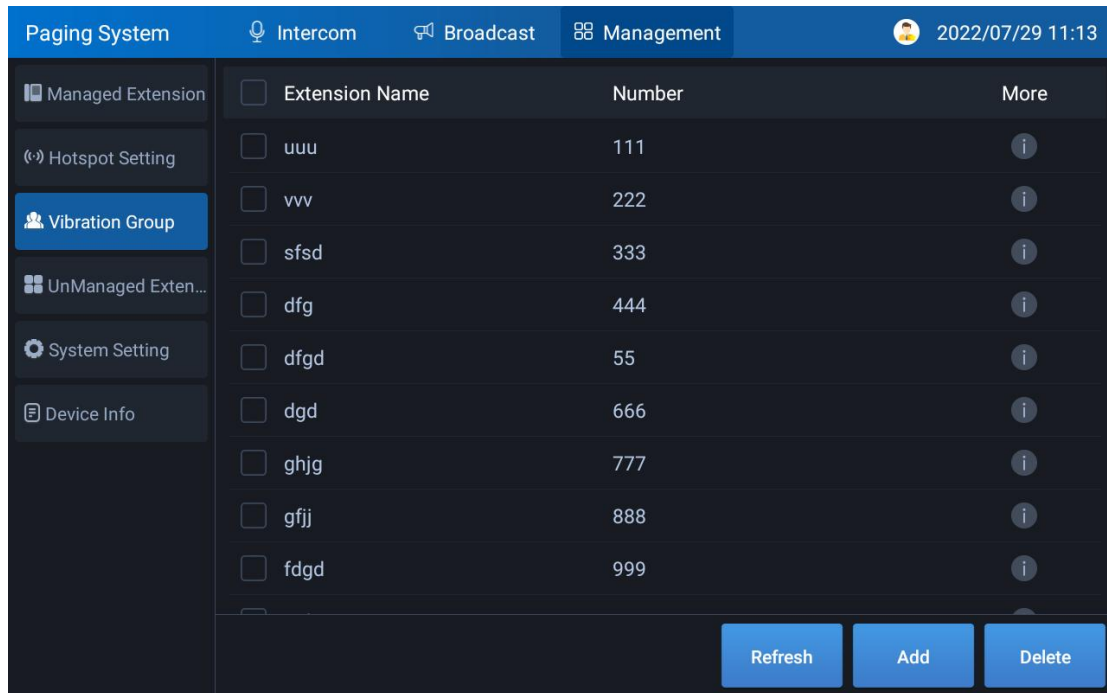 Paging System Intercom Broadcast Management 2022/07/29 11:13
Managed Extension
Hotspot Setting
Vibration Group
UnManaged Exten...
System Setting
Device Info
Extension Name Number More
uuu 111
vvv 222
sfsd 333
dfg 444
dfgd 55
dgd 666
ghjg 777
gfjj 888
fdgd 999
Refresh Add Delete